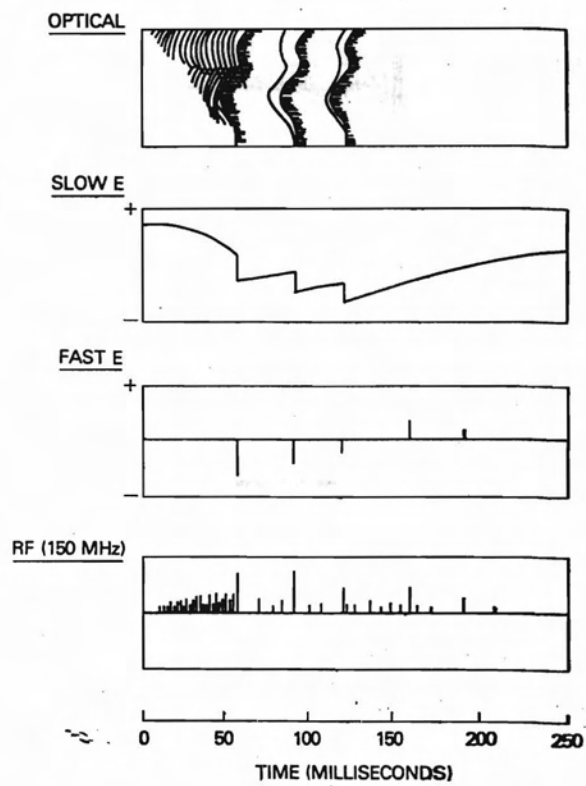 OPTICAL
SLOW E
+
−
FAST E
+
−
RF (150 MHz)
0 50 100 150 200 250
TIME (MILLISECONDS)